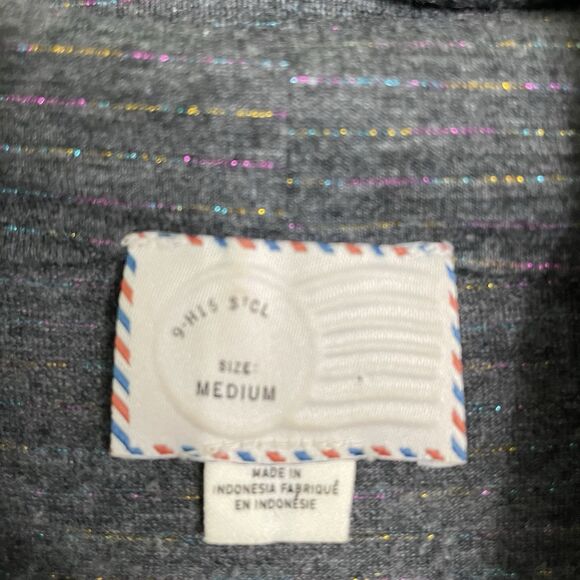 9-H15 STCL
SIZE:
MEDIUM
MADE IN
INDONESIA FABRIQUÉ
EN INDONÉSIE